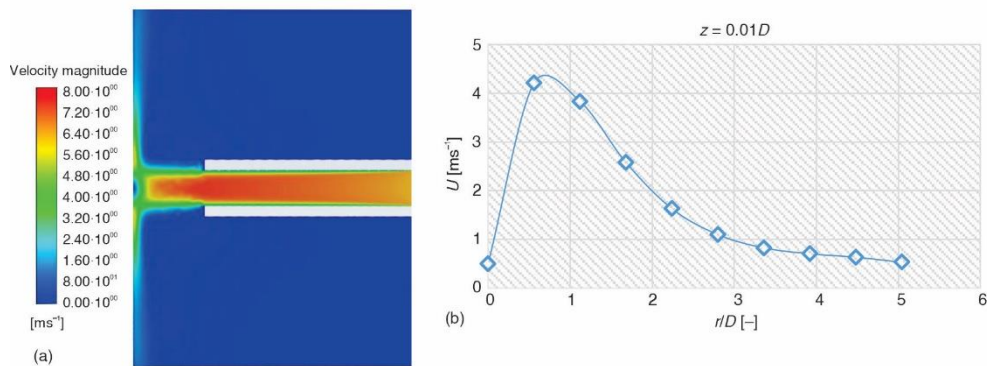 Velocity magnitude
8.00·10⁰⁰
7.20·10⁰⁰
6.40·10⁰⁰
5.60·10⁰⁰
4.80·10⁰⁰
4.00·10⁰⁰
3.20·10⁰⁰
2.40·10⁰⁰
1.60·10⁰⁰
8.00·10⁰¹
0.00·10⁰⁰
[ms⁻¹]
(a)
z = 0.01D
U [ms⁻¹]
5
4
3
2
1
0
0 1 2 3 4 5 6
r/D [–]
(b)